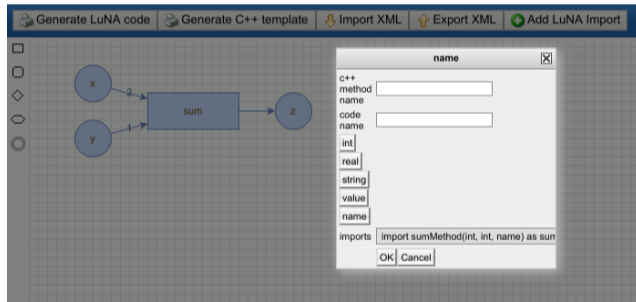 Generate LuNA code Generate C++ template Import XML Export XML Add LuNA Import
name
c++
method
name
code
name
int
real
string
value
name
imports import sumMethod(int, int, name) as sum
OK Cancel
x
2
sum
z
y
1